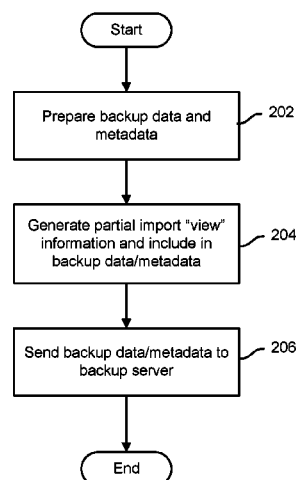 Start
Prepare backup data and
metadata
202
Generate partial import “view”
information and include in
backup data/metadata
204
Send backup data/metadata to
backup server
206
End